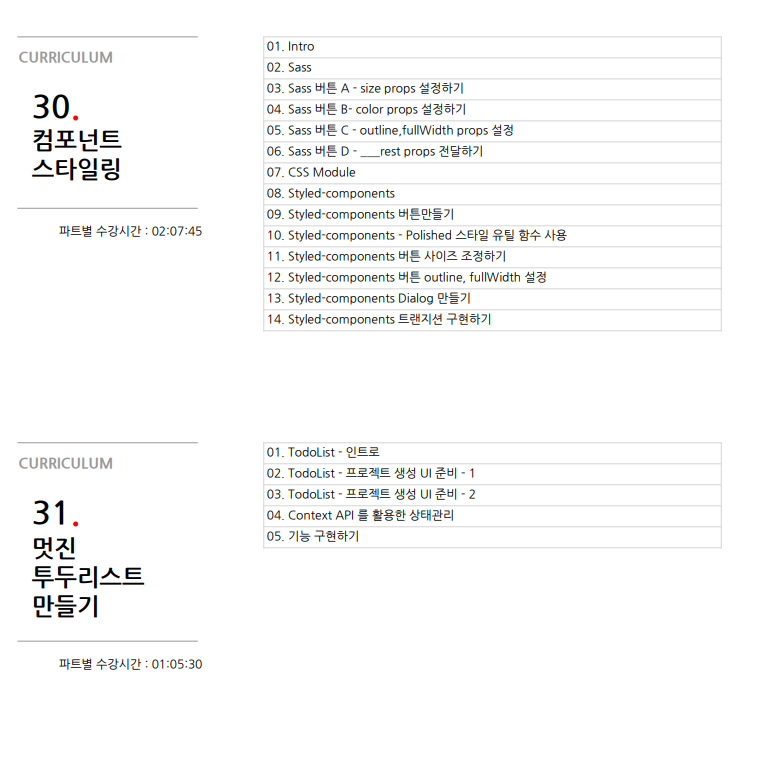 CURRICULUM
30.
컴포넌트
스타일링
파트별 수강시간 : 02:07:45
01. Intro
02. Sass
03. Sass 버튼 A - size props 설정하기
04. Sass 버튼 B- color props 설정하기
05. Sass 버튼 C - outline,fullWidth props 설정
06. Sass 버튼 D - ___rest props 전달하기
07. CSS Module
08. Styled-components
09. Styled-components 버튼만들기
10. Styled-components - Polished 스타일 유틸 함수 사용
11. Styled-components 버튼 사이즈 조정하기
12. Styled-components 버튼 outline, fullWidth 설정
13. Styled-components Dialog 만들기
14. Styled-components 트랜지션 구현하기
CURRICULUM
31.
멋진
투두리스트
만들기
파트별 수강시간 : 01:05:30
01. TodoList - 인트로
02. TodoList - 프로젝트 생성 UI 준비 - 1
03. TodoList - 프로젝트 생성 UI 준비 - 2
04. Context API 를 활용한 상태관리
05. 기능 구현하기